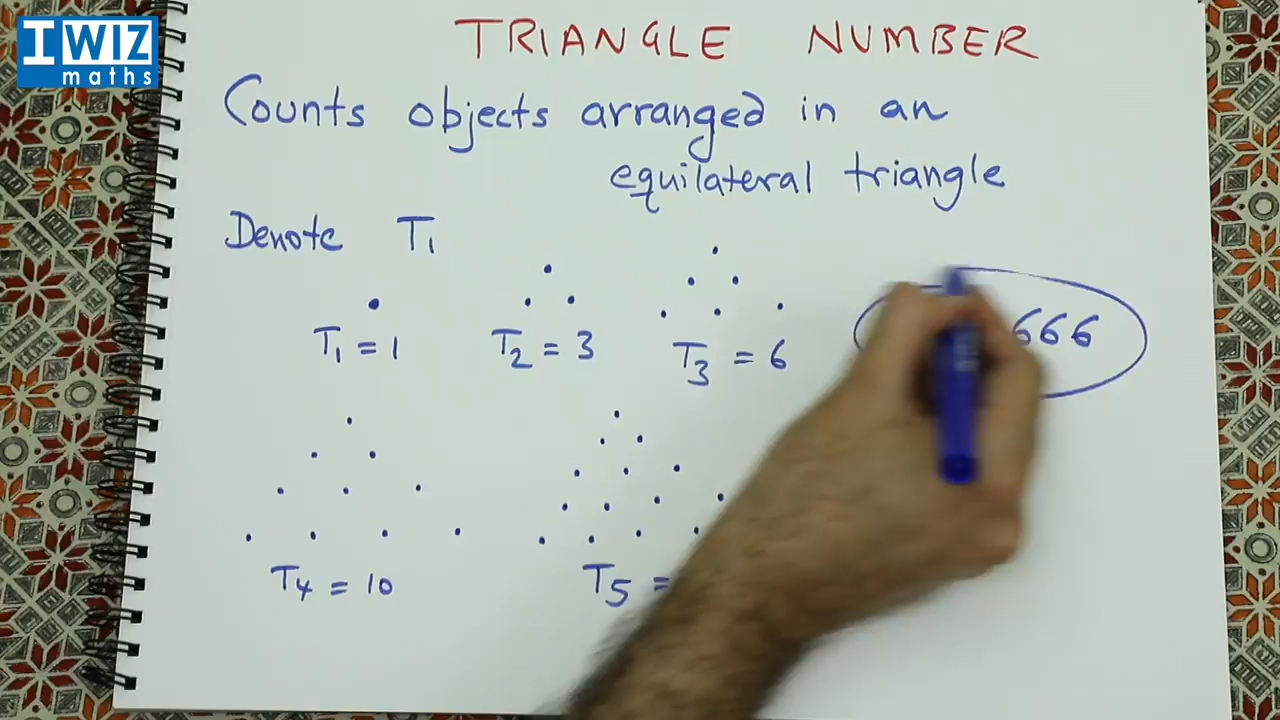 IWIZ
maths
TRIANGLE NUMBER
Counts objects arranged in an
equilateral triangle
Denote T1
T1 = 1
T2 = 3
T3 = 6
666
T4 = 10
T5 =